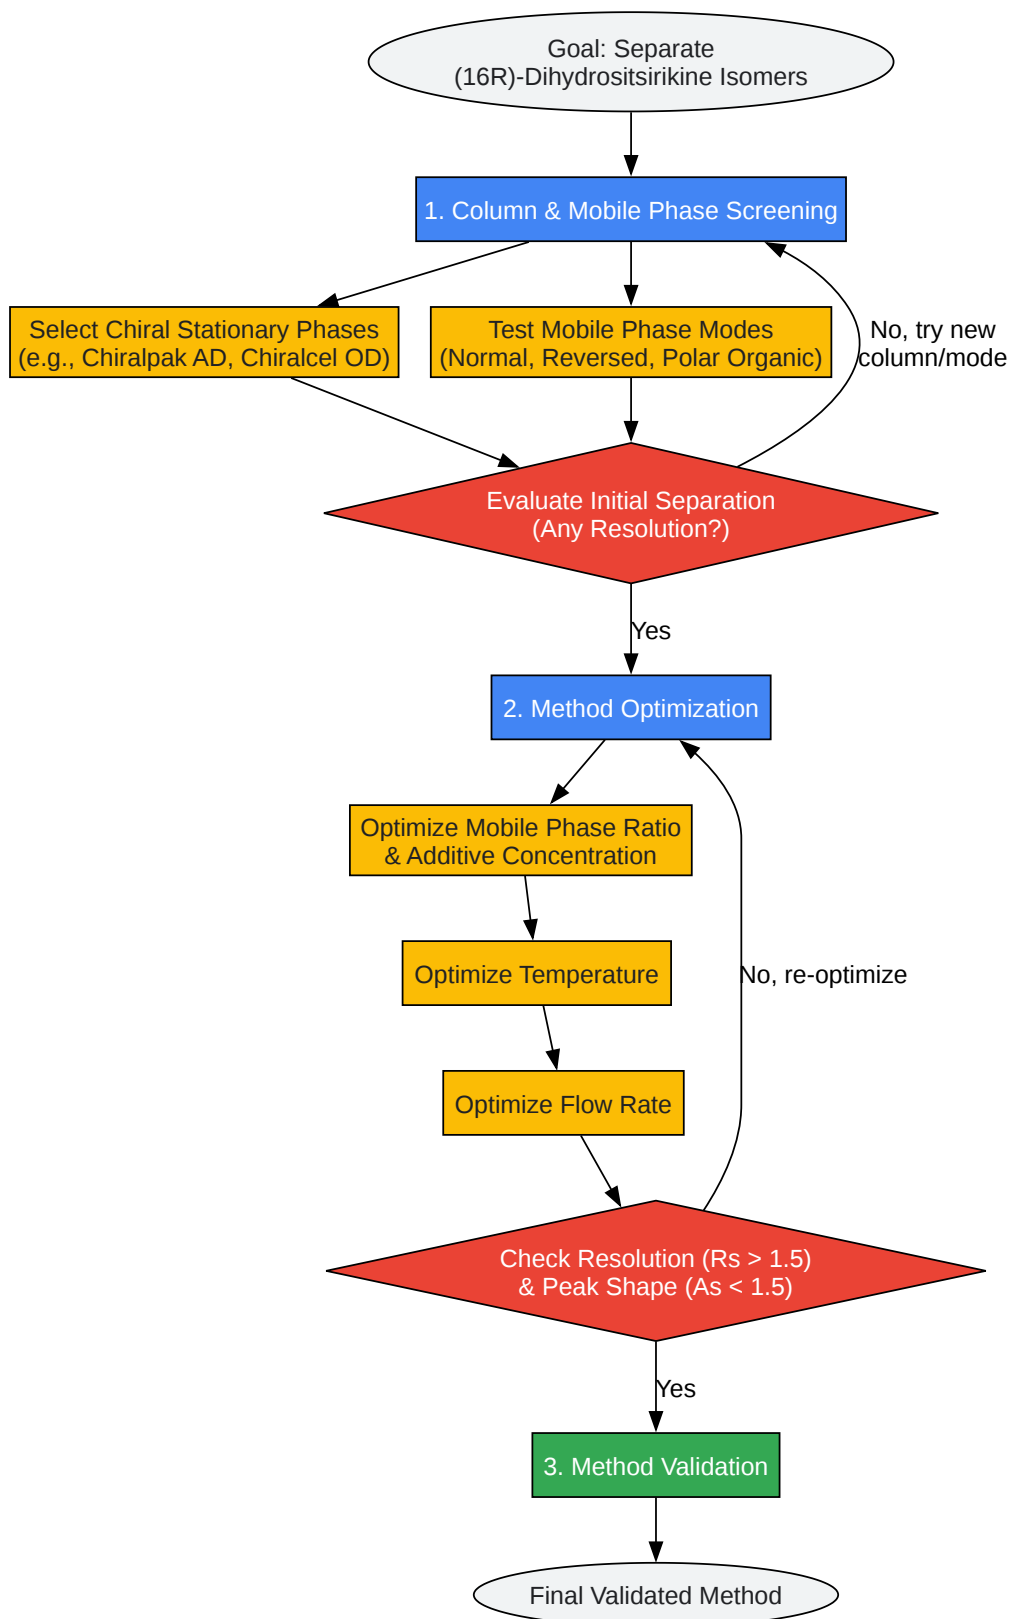 Goal: Separate
(16R)-Dihydrositsirikine Isomers
1. Column & Mobile Phase Screening
Select Chiral Stationary Phases
(e.g., Chiralpak AD, Chiralcel OD)
Test Mobile Phase Modes
(Normal, Reversed, Polar Organic)
No, try new
column/mode
Evaluate Initial Separation
(Any Resolution?)
Yes
2. Method Optimization
Optimize Mobile Phase Ratio
& Additive Concentration
Optimize Temperature
No, re-optimize
Optimize Flow Rate
Check Resolution (Rs > 1.5)
& Peak Shape (As < 1.5)
Yes
3. Method Validation
Final Validated Method